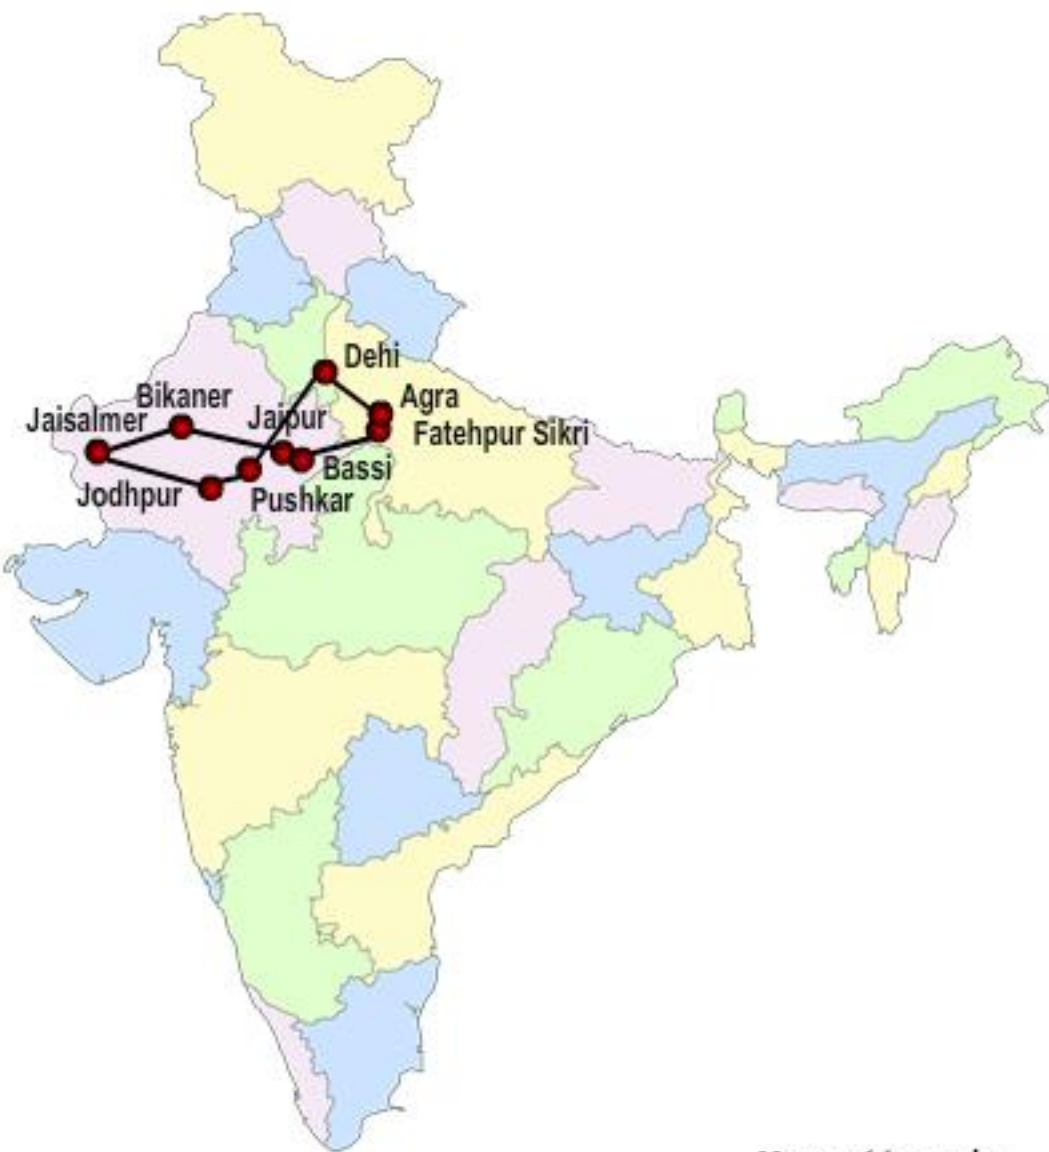 Dehi
Agra
Bikaner
Jaipur
Jaisalmer
Fatehpur Sikri
Bassi
Jodhpur
Pushkar